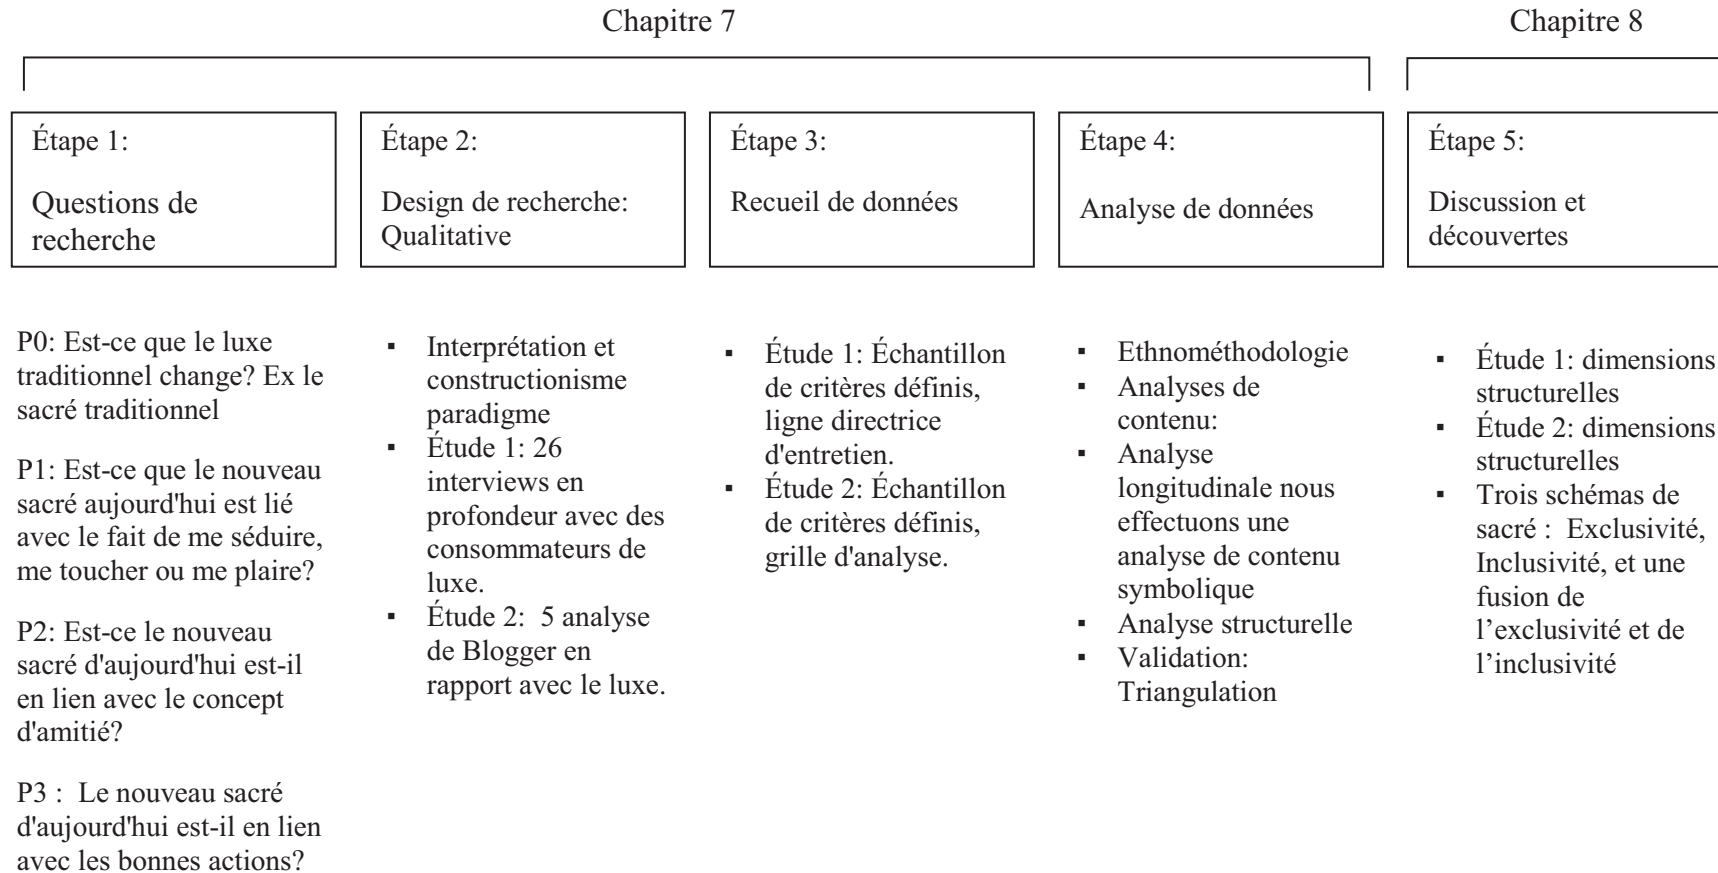 Chapitre 7
Chapitre 8
Étape 1:
Questions de
recherche
Étape 2:
Design de recherche:
Qualitative
Étape 3:
Recueil de données
Étape 4:
Analyse de données
Étape 5:
Discussion et
découvertes
P0: Est-ce que le luxe
traditionnel change? Ex le
sacré traditionnel
P1: Est-ce que le nouveau
sacré aujourd'hui est lié
avec le fait de me séduire,
me toucher ou me plaire?
P2: Est-ce le nouveau
sacré d'aujourd'hui est-il
en lien avec le concept
d'amitié?
P3 : Le nouveau sacré
d'aujourd'hui est-il en lien
avec les bonnes actions?
▪ Interprétation et
constructionisme
paradigme
▪ Étude 1: 26
interviews en
profondeur avec des
consommateurs de
luxe.
▪ Étude 2: 5 analyse
de Blogger en
rapport avec le luxe.
▪ Étude 1: Échantillon
de critères définis,
ligne directrice
d'entretien.
▪ Étude 2: Échantillon
de critères définis,
grille d'analyse.
▪ Ethnométhodologie
▪ Analyses de
contenu:
▪ Analyse
longitudinale nous
effectuons une
analyse de contenu
symbolique
▪ Analyse structurelle
▪ Validation:
Triangulation
▪ Étude 1: dimensions
structurelles
▪ Étude 2: dimensions
structurelles
▪ Trois schémas de
sacré : Exclusivité,
Inclusivité, et une
fusion de
l’exclusivité et de
l’inclusivité